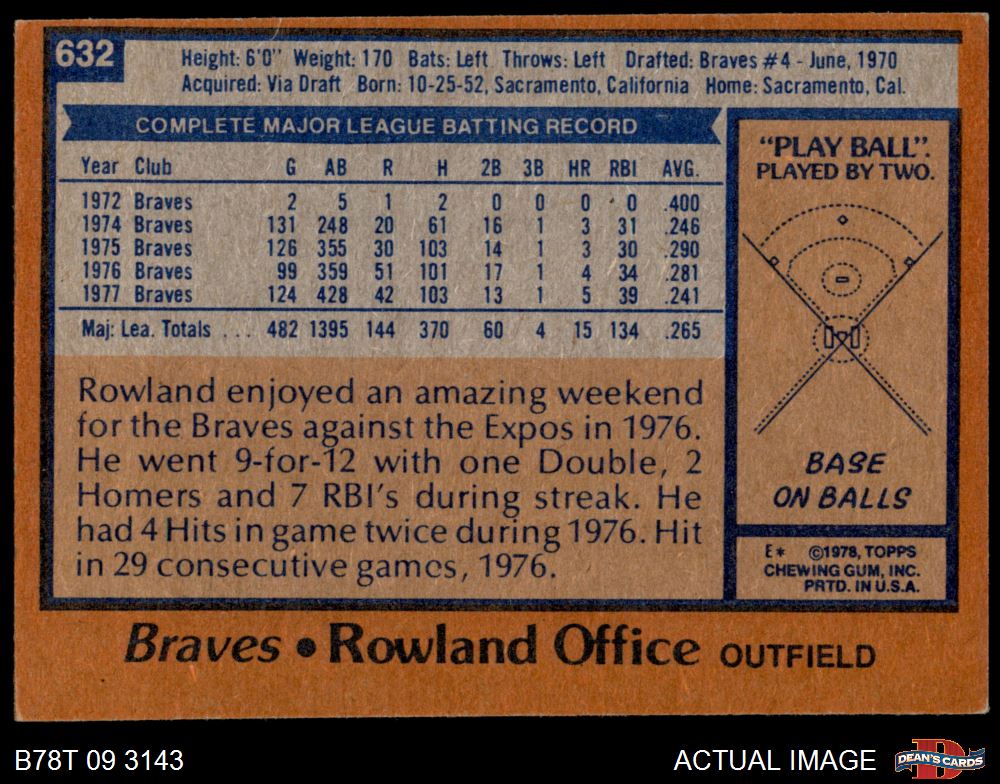 632
Height: 6'0" Weight: 170 Bats: Left Throws: Left Drafted: Braves #4 - June, 1970
Acquired: Via Draft Born: 10-25-52, Sacramento, California Home: Sacramento, Cal.
COMPLETE MAJOR LEAGUE BATTING RECORD
Year Club G AB R H 2B 3B HR RBI AVG.
1972 Braves 2 5 1 2 0 0 0 0 .400
1974 Braves 131 248 20 61 16 1 3 31 .246
1975 Braves 126 355 30 103 14 1 3 30 .290
1976 Braves 99 359 51 101 17 1 4 34 .281
1977 Braves 124 428 42 103 13 1 5 39 .241
Maj: Lea. Totals . . . 482 1395 144 370 60 4 15 134 .265
Rowland enjoyed an amazing weekend
for the Braves against the Expos in 1976.
He went 9-for-12 with one Double, 2
Homers and 7 RBI's during streak. He
had 4 Hits in game twice during 1976. Hit
in 29 consecutive games, 1976.
"PLAY BALL".
PLAYED BY TWO.
BASE
ON BALLS
E* ©1978, TOPPS
CHEWING GUM, INC.
PRTD. IN U.S.A.
Braves • Rowland Office OUTFIELD
B78T 09 3143
ACTUAL IMAGE
DEAN'S CARDS